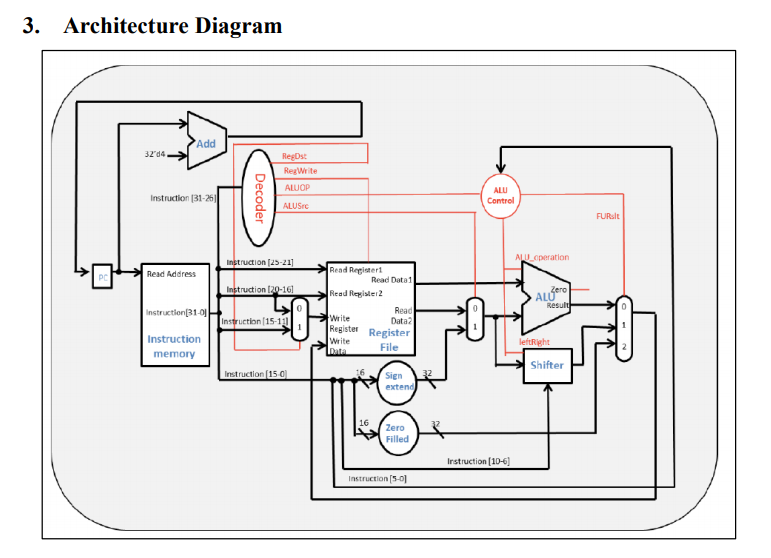 3. Architecture Diagram
Add
32'd4
RegDst
RegWrite
ALUOP
ALUSrc
Decoder
ALU
Control
FURslt
Instruction [31-26]
PC
Read Address
Instruction[31-0]
Instruction
memory
Instruction [25-21]
Instruction [20-16]
Instruction [15-11]
0
1
Read Register1
Read Data1
Read Register2
Read
Data2
Write
Register
Register
File
Write
Data
0
1
ALU_operation
Zero
ALU
Result
0
1
2
leftRight
Shifter
Instruction [15-0]
16
Sign
extend
32
16
Zero
Filled
32
Instruction [10-6]
Instruction [5-0]